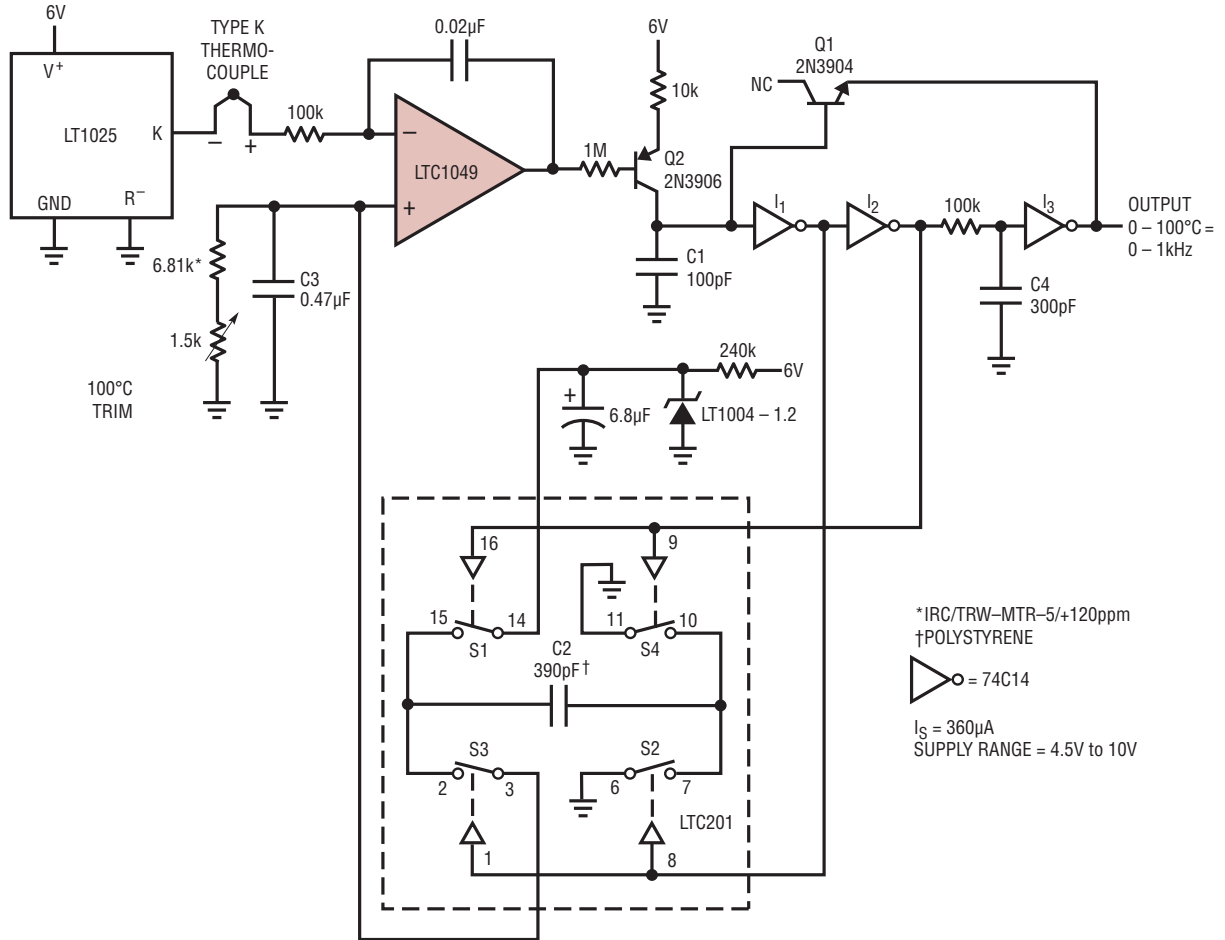 6V
V+
LT1025
K
GND
R−
TYPE K
THERMO-
COUPLE
−
+
100k
0.02µF
−
LTC1049
+
1M
6V
10k
Q2
2N3906
Q1
2N3904
NC
I1
I2
100k
I3
OUTPUT
0 – 100°C =
0 – 1kHz
C1
100pF
C4
300pF
6.81k*
C3
0.47µF
1.5k
100°C
TRIM
240k
6V
+
6.8µF
LT1004 – 1.2
16
9
15
14
11
10
S1
S4
C2
390pF†
S3
S2
2
3
6
7
LTC201
1
8
*IRC/TRW–MTR–5/+120ppm
†POLYSTYRENE
= 74C14
IS = 360µA
SUPPLY RANGE = 4.5V to 10V